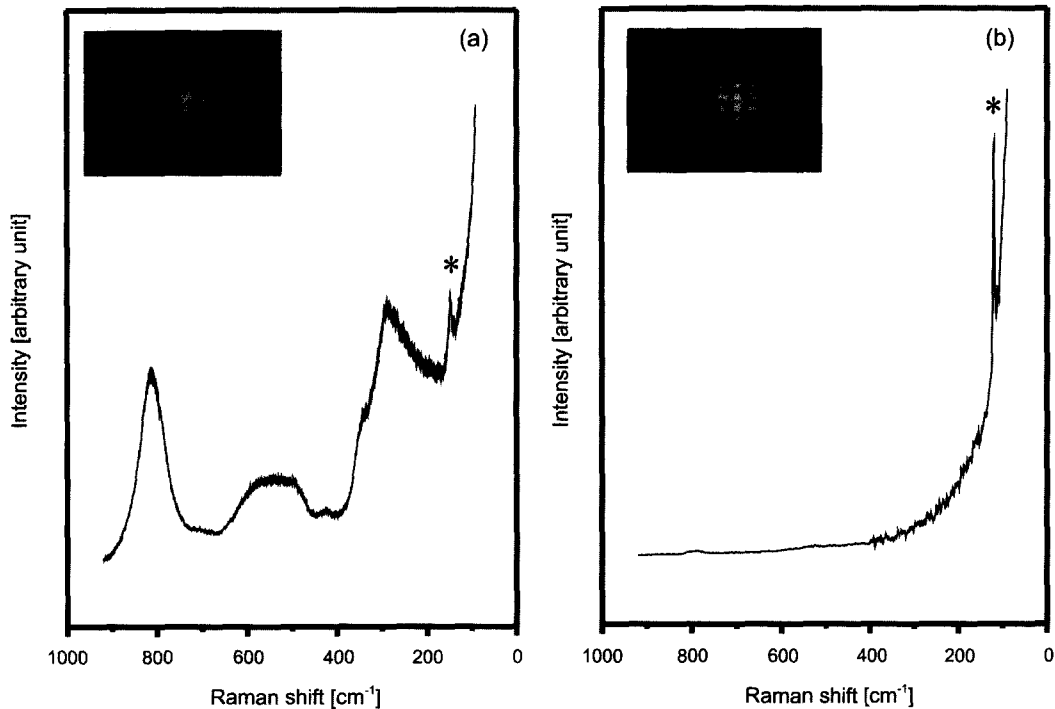 (a)
*
Intensity [arbitrary unit]
1000 800 600 400 200 0
Raman shift [cm⁻¹]
(b)
*
Intensity [arbitrary unit]
1000 800 600 400 200 0
Raman shift [cm⁻¹]